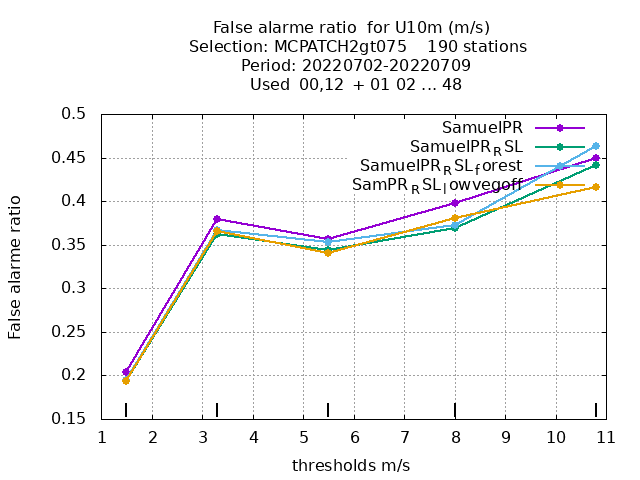 False alarme ratio for U10m (m/s)
Selection: MCPATCH2gt075 190 stations
Period: 20220702-20220709
Used 00,12 + 01 02 ... 48
SamuelPR
SamuelPR_RSL
SamuelPR_RSL_forest
SamPR_RSL_lowvegoff
0.5
0.45
0.4
0.35
0.3
0.25
0.2
0.15
False alarme ratio
1 2 3 4 5 6 7 8 9 10 11
thresholds m/s